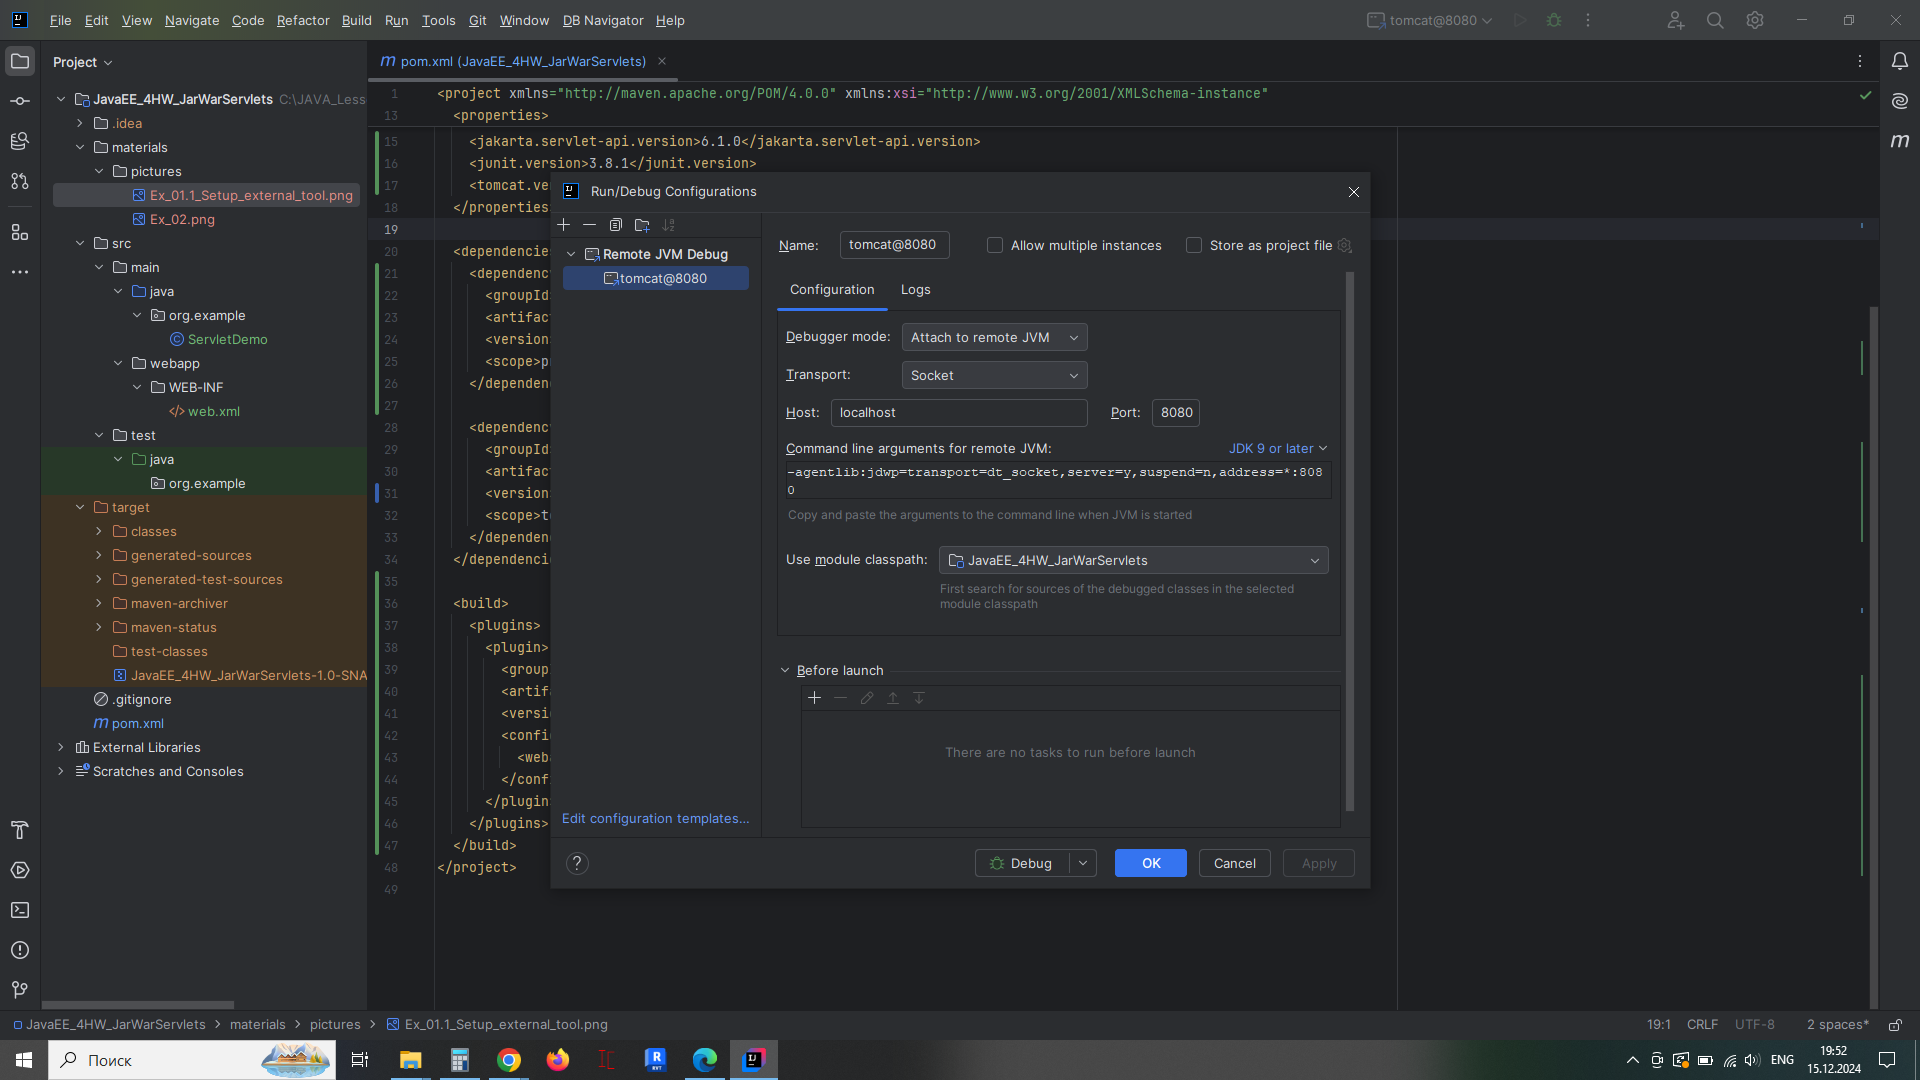 File Edit View Navigate Code Refactor Build Run Tools Git Window DB Navigator Help
tomcat@8080
Project
pom.xml (JavaEE_4HW_JarWarServlets)
JavaEE_4HW_JarWarServlets C:\JAVA_Less
.idea
materials
pictures
Ex_01.1_Setup_external_tool.png
Ex_02.png
src
main
java
org.example
ServletDemo
webapp
WEB-INF
web.xml
test
java
org.example
target
classes
generated-sources
generated-test-sources
maven-archiver
maven-status
test-classes
JavaEE_4HW_JarWarServlets-1.0-SNA
.gitignore
pom.xml
External Libraries
Scratches and Consoles
1 <project xmlns="http://maven.apache.org/POM/4.0.0" xmlns:xsi="http://www.w3.org/2001/XMLSchema-instance"
13 <properties>
15 <jakarta.servlet-api.version>6.1.0</jakarta.servlet-api.version>
16 <junit.version>3.8.1</junit.version>
17 <tomcat.ve
18 </properties
19
20 <dependencie
21 <dependenc
22 <groupId
23 <artifac
24 <version
25 <scope>p
26 </dependen
27
28 <dependenc
29 <groupId
30 <artifac
31 <version
32 <scope>t
33 </dependen
34 </dependenci
35
36 <build>
37 <plugins>
38 <plugin>
39 <group
40 <artif
41 <versi
42 <confi
43 <web
44 </conf
45 </plugin
46 </plugins>
47 </build>
48 </project>
49
Run/Debug Configurations
Remote JVM Debug
tomcat@8080
Edit configuration templates...
Name: tomcat@8080 Allow multiple instances Store as project file
Configuration Logs
Debugger mode: Attach to remote JVM
Transport: Socket
Host: localhost Port: 8080
Command line arguments for remote JVM: JDK 9 or later
-agentlib:jdwp=transport=dt_socket,server=y,suspend=n,address=*:808
0
Copy and paste the arguments to the command line when JVM is started
Use module classpath: JavaEE_4HW_JarWarServlets
First search for sources of the debugged classes in the selected
module classpath
Before launch
There are no tasks to run before launch
? Debug OK Cancel Apply
JavaEE_4HW_JarWarServlets > materials > pictures > Ex_01.1_Setup_external_tool.png
19:1 CRLF UTF-8 2 spaces*
Поиск
ENG
19:52
15.12.2024